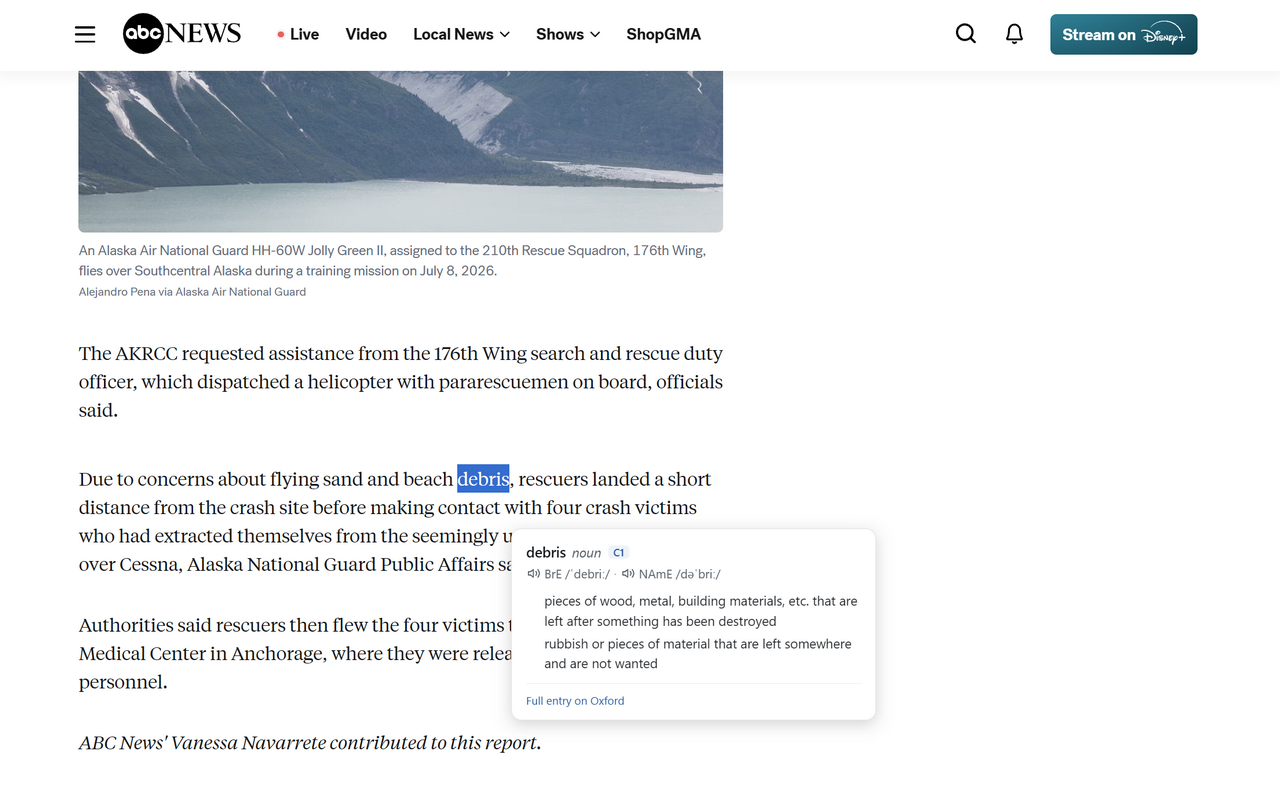 abc NEWS
Live
Video
Local News
Shows
ShopGMA
Stream on Disney+
An Alaska Air National Guard HH-60W Jolly Green II, assigned to the 210th Rescue Squadron, 176th Wing,
flies over Southcentral Alaska during a training mission on July 8, 2026.
Alejandro Pena via Alaska Air National Guard
The AKRCC requested assistance from the 176th Wing search and rescue duty
officer, which dispatched a helicopter with pararescuemen on board, officials
said.
Due to concerns about flying sand and beach debris, rescuers landed a short
distance from the crash site before making contact with four crash victims
who had extracted themselves from the seemingly
over Cessna, Alaska National Guard Public Affairs
Authorities said rescuers then flew the four victims
Medical Center in Anchorage, where they were
personnel.
ABC News' Vanessa Navarrete contributed to this report.
debris noun C1
BrE /ˈdebriː/ · NAmE /dəˈbriː/
pieces of wood, metal, building materials, etc. that are
left after something has been destroyed
rubbish or pieces of material that are left somewhere
and are not wanted
Full entry on Oxford